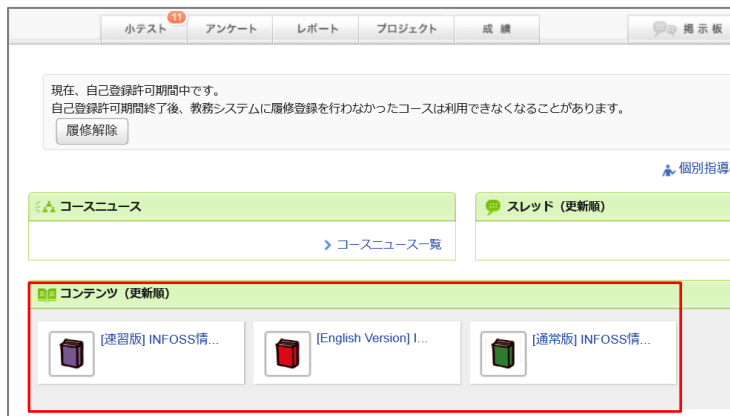 小テスト 11 アンケート レポート プロジェクト 成績 掲示板
現在、自己登録許可期間中です。
自己登録許可期間終了後、教務システムに履修登録を行わなかったコースは利用できなくなることがあります。
履修解除
個別指導
コースニュース
コースニュース一覧
スレッド（更新順）
コンテンツ（更新順）
[速習版] INFOSS情...
[English Version] I...
[通常版] INFOSS情...